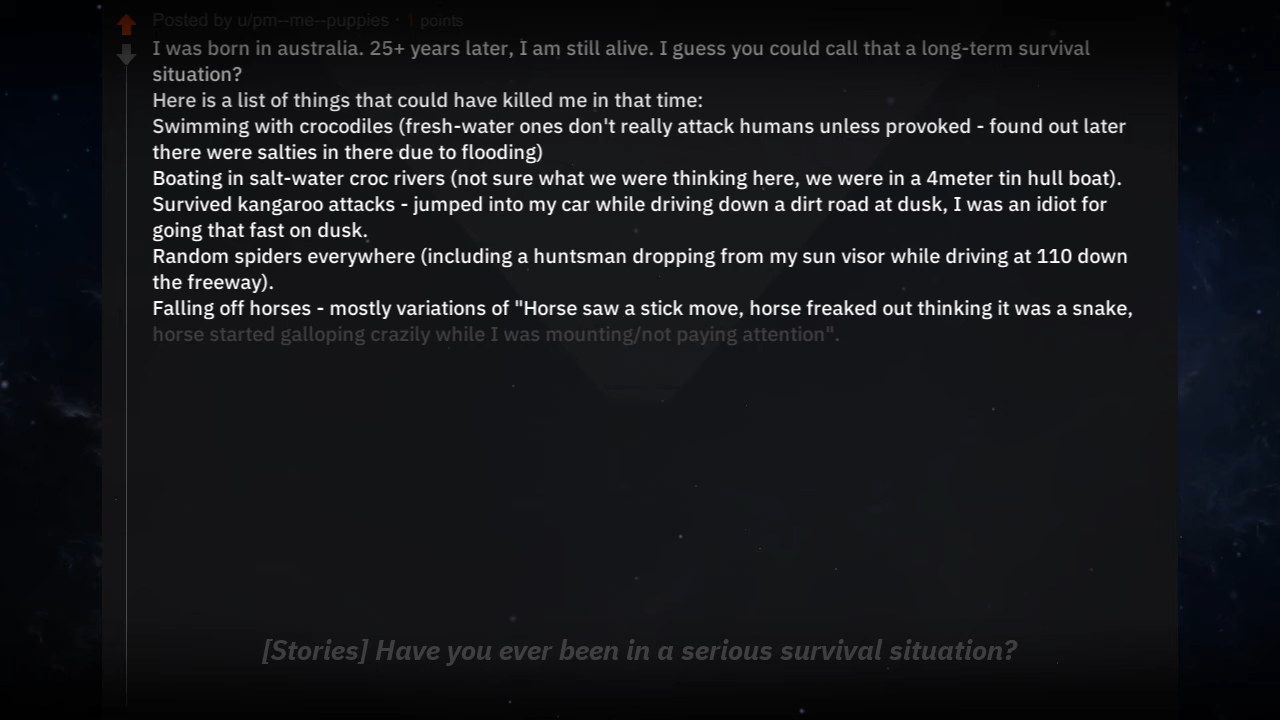 Posted by u/pm--me--puppies · 1 points
I was born in australia. 25+ years later, I am still alive. I guess you could call that a long-term survival
situation?
Here is a list of things that could have killed me in that time:
Swimming with crocodiles (fresh-water ones don't really attack humans unless provoked - found out later
there were salties in there due to flooding)
Boating in salt-water croc rivers (not sure what we were thinking here, we were in a 4meter tin hull boat).
Survived kangaroo attacks - jumped into my car while driving down a dirt road at dusk, I was an idiot for
going that fast on dusk.
Random spiders everywhere (including a huntsman dropping from my sun visor while driving at 110 down
the freeway).
Falling off horses - mostly variations of "Horse saw a stick move, horse freaked out thinking it was a snake,
horse started galloping crazily while I was mounting/not paying attention".
[Stories] Have you ever been in a serious survival situation?